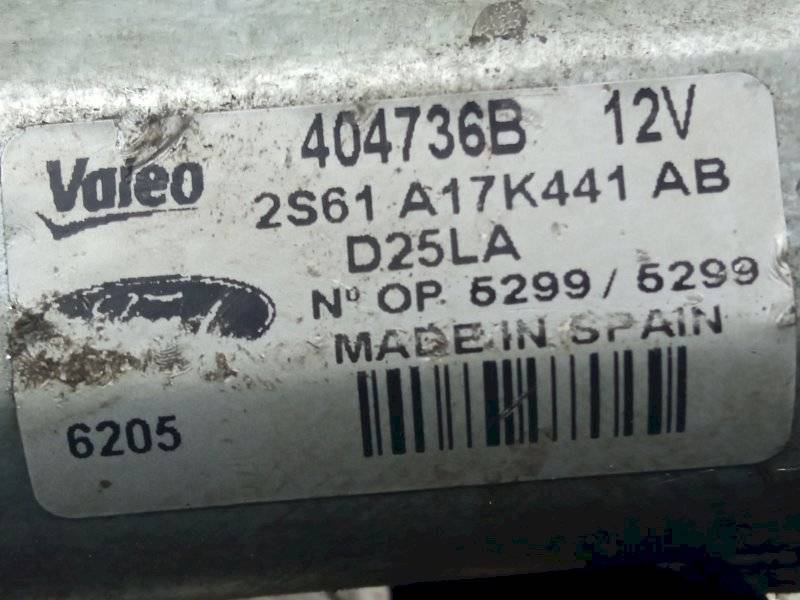 Valeo
404736B 12V
2S61 A17K441 AB
D25LA
Nº OP. 5299 / 5299
MADE IN SPAIN
6205